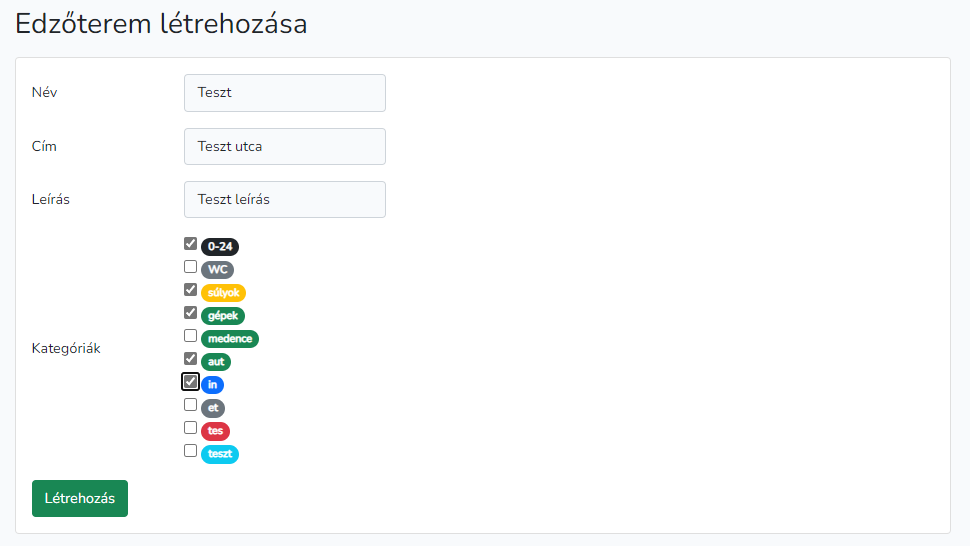 Edzőterem létrehozása
Név
Teszt
Cím
Teszt utca
Leírás
Teszt leírás
Kategóriák
0-24
WC
súlyok
gépek
medence
aut
in
et
tes
teszt
Létrehozás